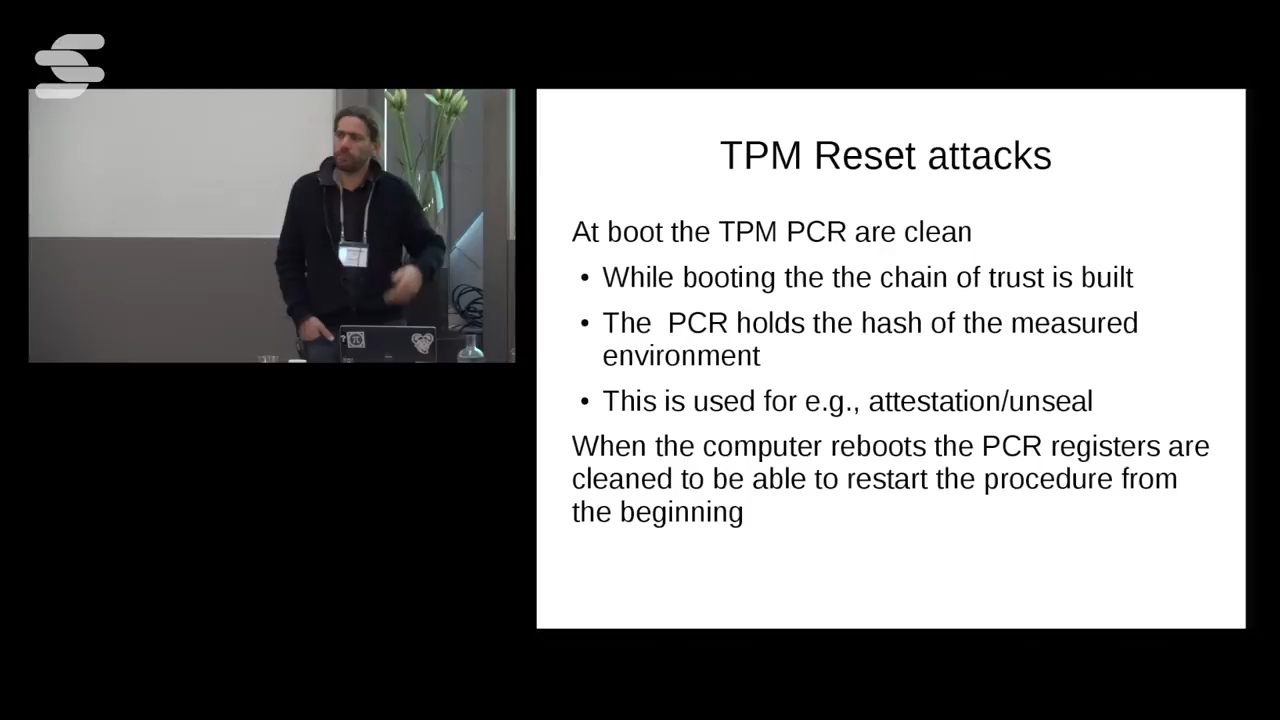 TPM Reset attacks
At boot the TPM PCR are clean
• While booting the the chain of trust is built
• The  PCR holds the hash of the measured
environment
• This is used for e.g., attestation/unseal
When the computer reboots the PCR registers are
cleaned to be able to restart the procedure from
the beginning